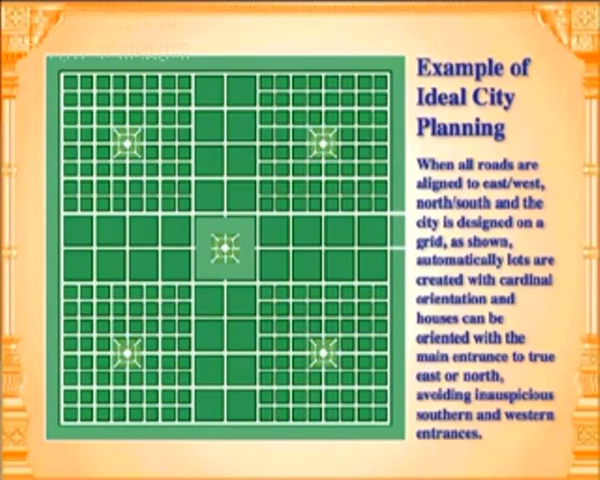 Example of
Ideal City
Planning
When all roads are
aligned to east/west,
north/south and the
city is designed on a
grid, as shown,
automatically lots are
created with cardinal
orientation and
houses can be
oriented with the
main entrance to true
east or north,
avoiding inauspicious
southern and western
entrances.